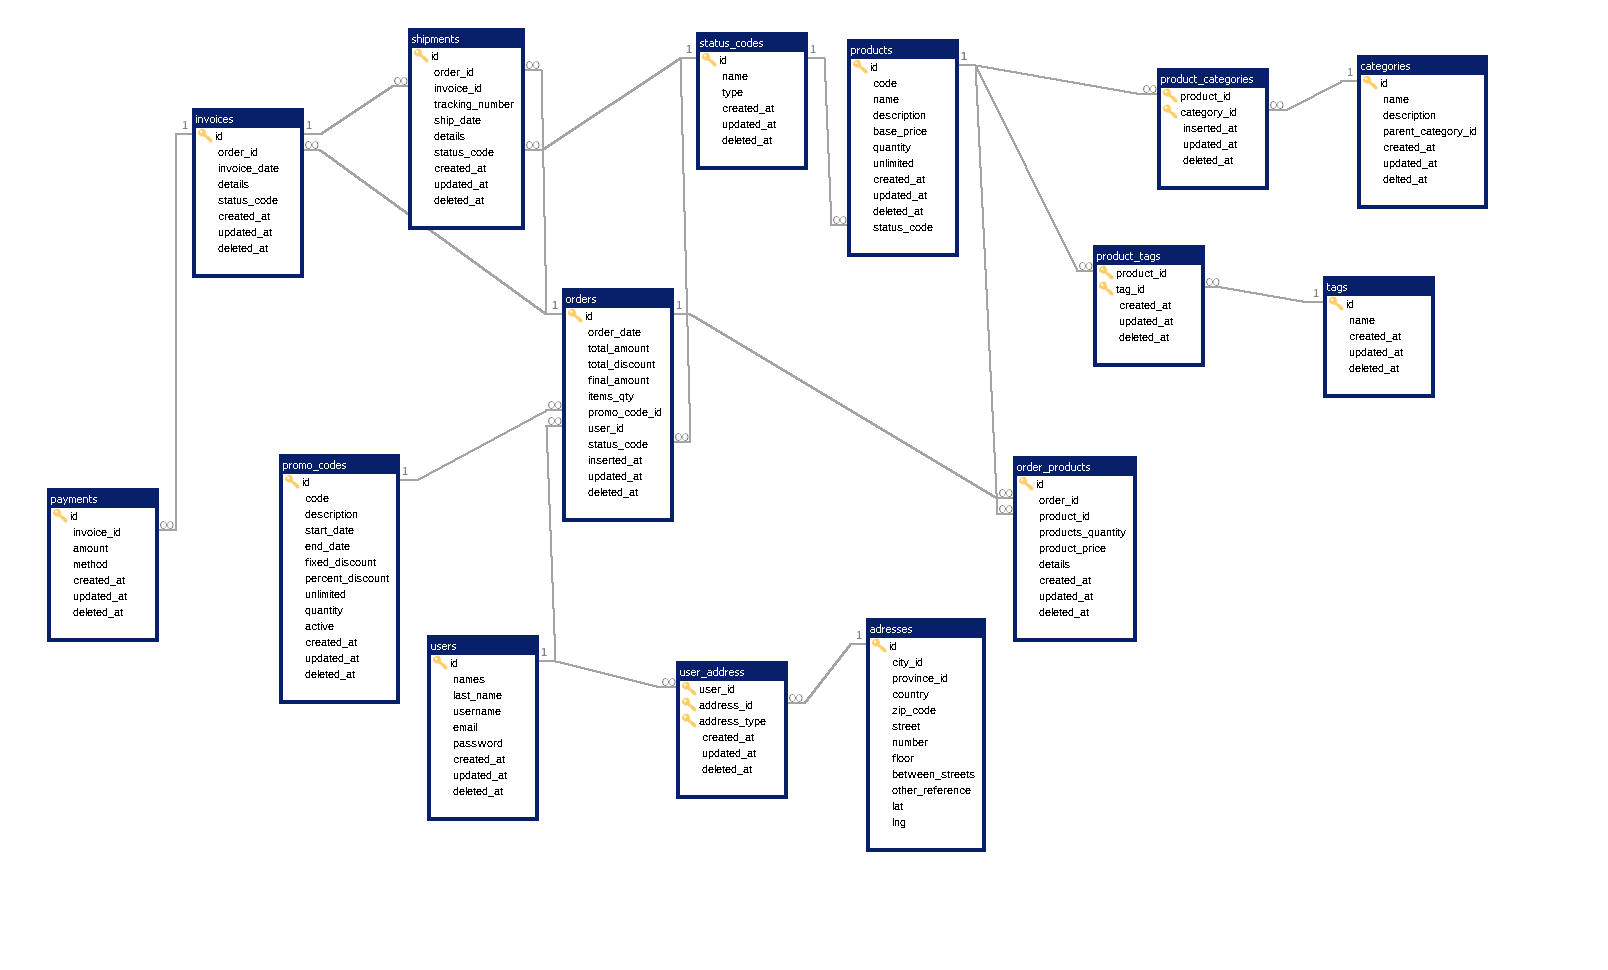 shipments
id
order_id
invoice_id
tracking_number
ship_date
details
status_code
created_at
updated_at
deleted_at
status_codes
id
name
type
created_at
updated_at
deleted_at
products
id
code
name
description
base_price
quantity
unlimited
created_at
updated_at
deleted_at
status_code
product_categories
product_id
category_id
inserted_at
updated_at
deleted_at
categories
id
name
description
parent_category_id
created_at
updated_at
delted_at
invoices
id
order_id
invoice_date
details
status_code
created_at
updated_at
deleted_at
product_tags
product_id
tag_id
created_at
updated_at
deleted_at
tags
id
name
created_at
updated_at
deleted_at
orders
id
order_date
total_amount
total_discount
final_amount
items_qty
promo_code_id
user_id
status_code
inserted_at
updated_at
deleted_at
promo_codes
id
code
description
start_date
end_date
fixed_discount
percent_discount
unlimited
quantity
active
created_at
updated_at
deleted_at
order_products
id
order_id
product_id
products_quantity
product_price
details
created_at
updated_at
deleted_at
payments
id
invoice_id
amount
method
created_at
updated_at
deleted_at
users
id
names
last_name
username
email
password
created_at
updated_at
deleted_at
user_address
user_id
address_id
address_type
created_at
updated_at
deleted_at
adresses
id
city_id
province_id
country
zip_code
street
number
floor
between_streets
other_reference
lat
lng
1
1
1
1
1
1
1
1
1
1
1
1